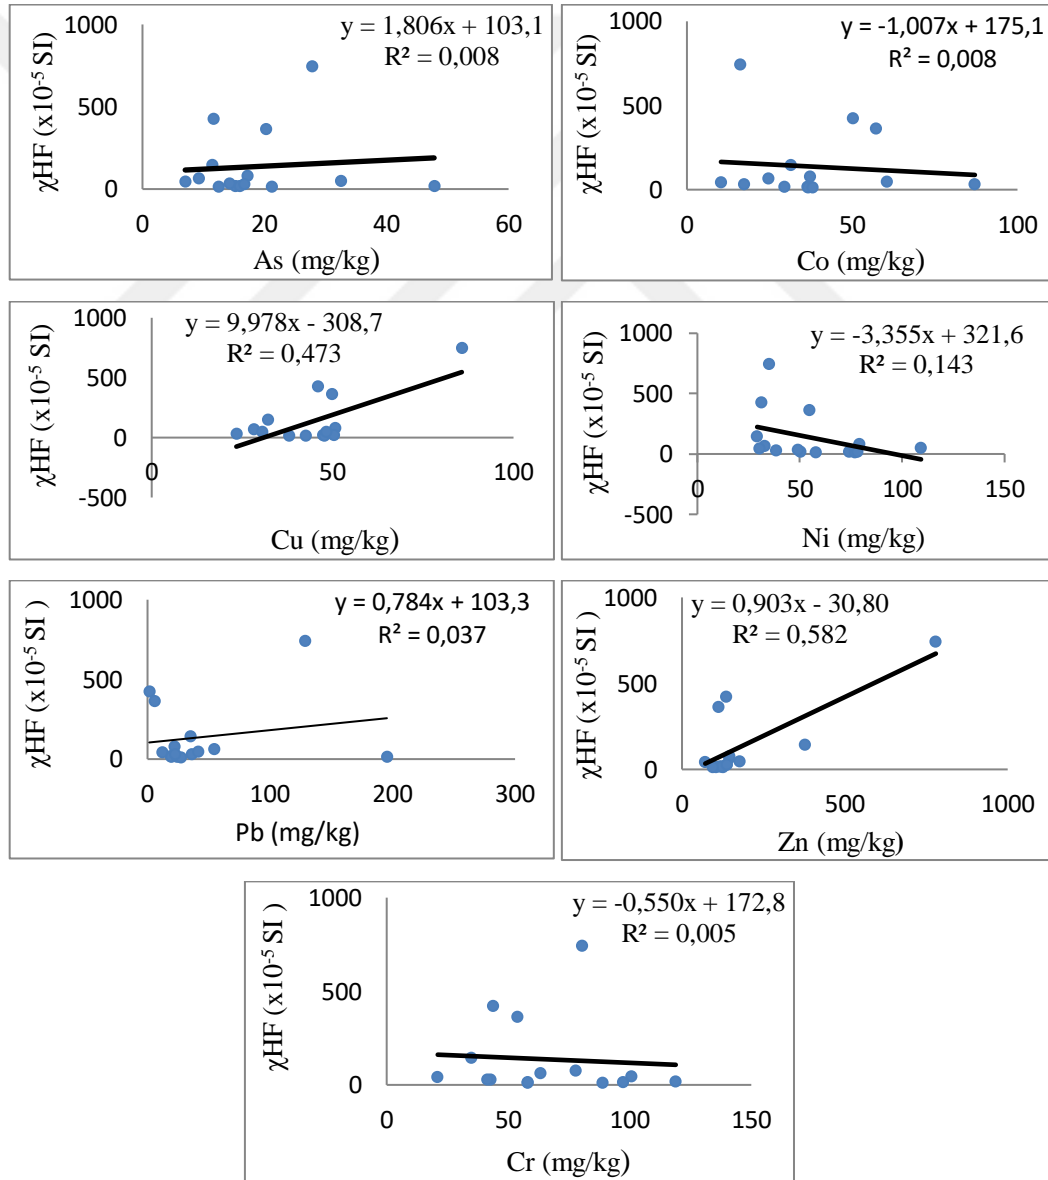 y = 1,806x + 103,1
R² = 0,008
χHF (x10⁻⁵ SI)
1000
500
0
0 20 40 60
As (mg/kg)
y = -1,007x + 175,1
R² = 0,008
χHF (x10⁻⁵ SI)
1000
500
0
0 50 100
Co (mg/kg)
y = 9,978x - 308,7
R² = 0,473
χHF (x10⁻⁵ SI)
1000
500
0
-500
0 50 100
Cu (mg/kg)
y = -3,355x + 321,6
R² = 0,143
χHF (x10⁻⁵ SI)
1000
500
0
-500
0 50 100 150
Ni (mg/kg)
y = 0,784x + 103,3
R² = 0,037
χHF (x10⁻⁵ SI )
1000
500
0
0 100 200 300
Pb (mg/kg)
y = 0,903x - 30,80
R² = 0,582
χHF (x10⁻⁵ SI )
1000
500
0
0 500 1000
Zn (mg/kg)
y = -0,550x + 172,8
R² = 0,005
χHF (x10⁻⁵ SI )
1000
500
0
0 50 100 150
Cr (mg/kg)